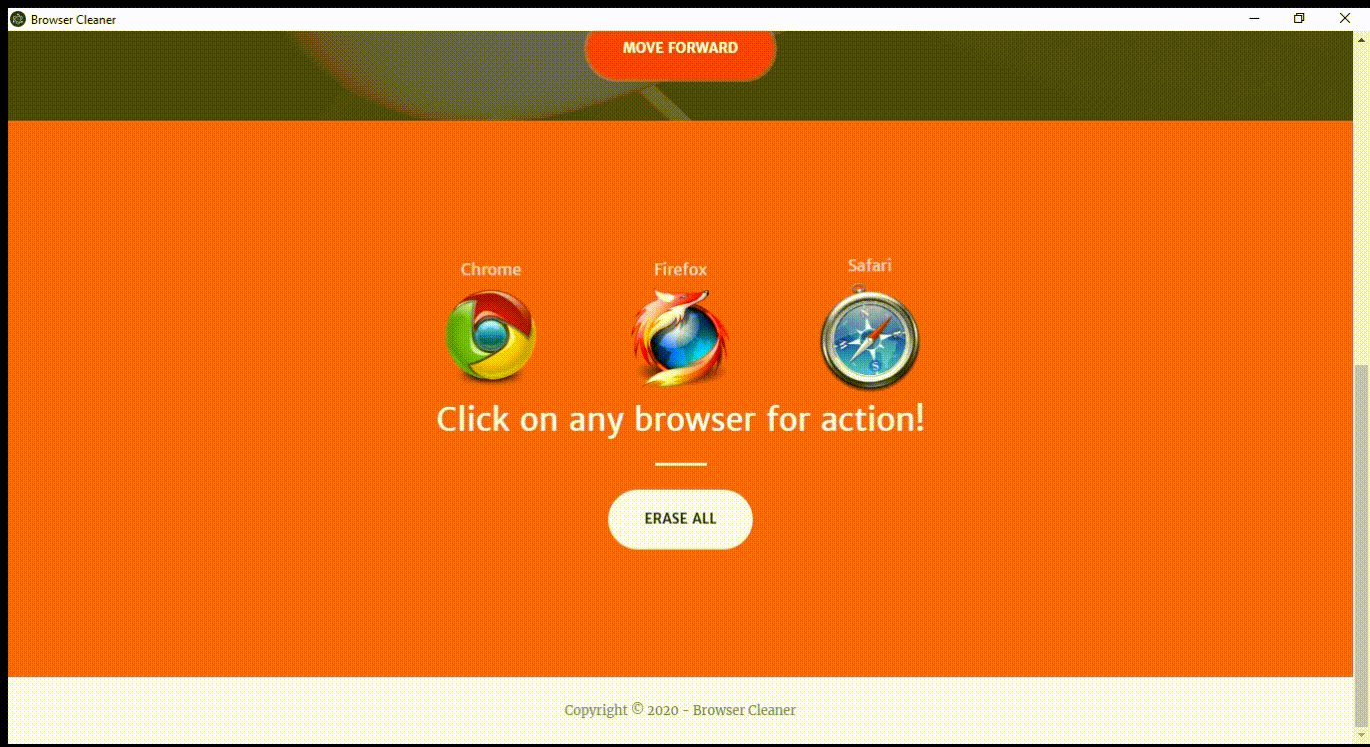 Browser Cleaner
MOVE FORWARD
Chrome
Firefox
Safari
Click on any browser for action!
ERASE ALL
Copyright © 2020 - Browser Cleaner